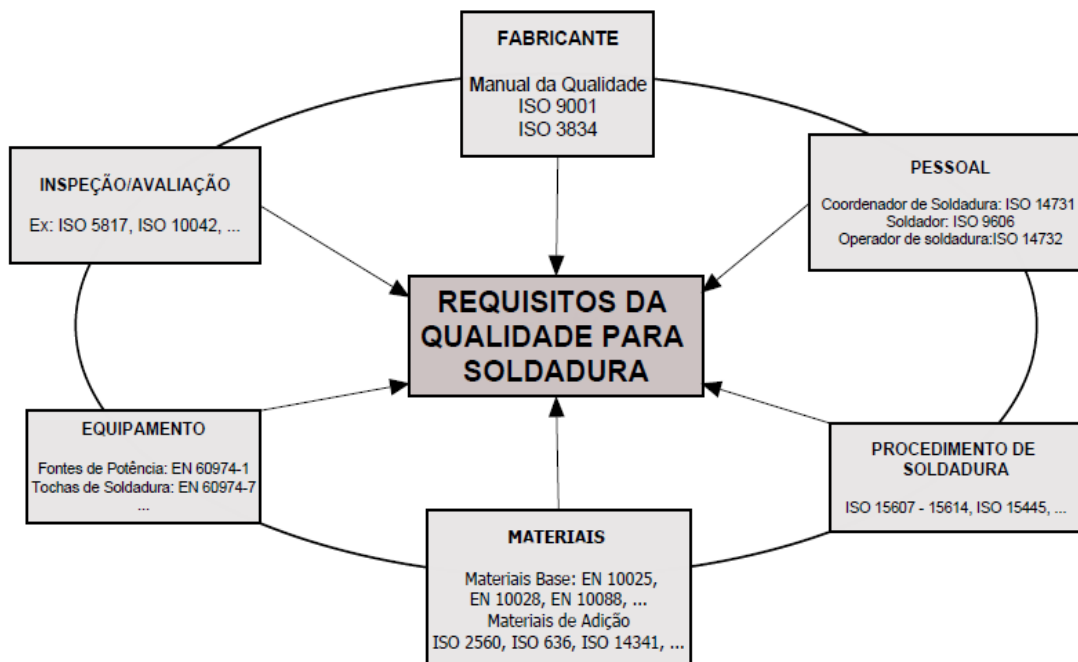 FABRICANTE
Manual da Qualidade
ISO 9001
ISO 3834
INSPEÇÃO/AVALIAÇÃO
Ex: ISO 5817, ISO 10042, ...
PESSOAL
Coordenador de Soldadura: ISO 14731
Soldador: ISO 9606
Operador de soldadura:ISO 14732
REQUISITOS DA
QUALIDADE PARA
SOLDADURA
EQUIPAMENTO
Fontes de Potência: EN 60974-1
Tochas de Soldadura: EN 60974-7
...
PROCEDIMENTO DE
SOLDADURA
ISO 15607 - 15614, ISO 15445, ...
MATERIAIS
Materiais Base: EN 10025,
EN 10028, EN 10088, ...
Materiais de Adição
ISO 2560, ISO 636, ISO 14341, ...